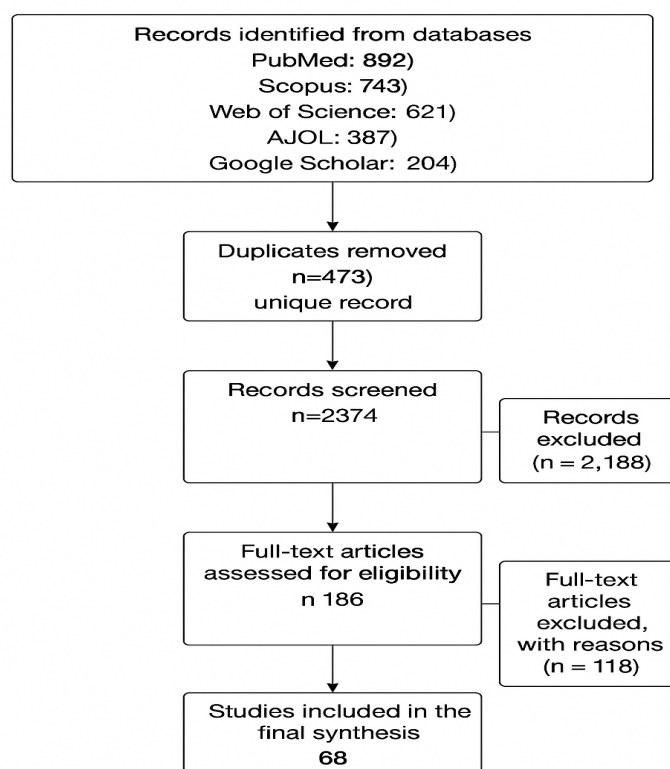 Records identified from databases
PubMed: 892)
Scopus: 743)
Web of Science: 621)
AJOL: 387)
Google Scholar: 204)
Duplicates removed
n=473)
unique record
Records screened
n=2374
Records
excluded
(n = 2,188)
Full-text articles
assessed for eligibility
n 186
Full-text
articles
excluded,
with reasons
(n = 118)
Studies included in the
final synthesis
68